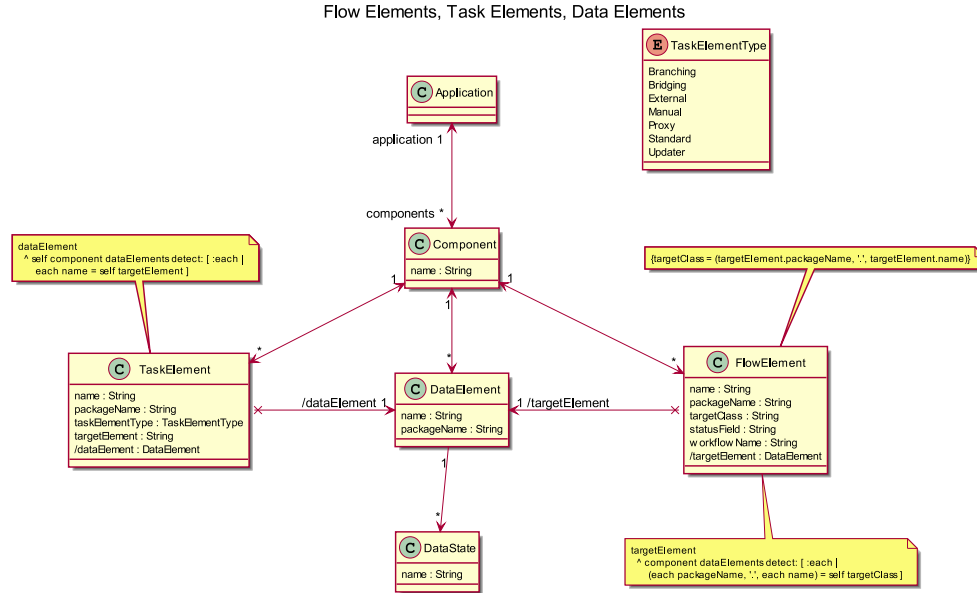 Flow Elements, Task Elements, Data Elements
E TaskElementType
Branching
Bridging
External
Manual
Proxy
Standard
Updater
C Application
application 1
components *
C Component
name : String
dataElement
^ self component dataElements detect: [ :each |
each name = self targetElement ]
{targetClass = (targetElement.packageName, '.', targetElement.name)}
1
1
1
*
*
*
C TaskElement
name : String
packageName : String
taskElementType : TaskElementType
targetElement : String
/dataElement : DataElement
/dataElement 1
C DataElement
name : String
packageName : String
1 /targetElement
C FlowElement
name : String
packageName : String
targetClass : String
statusField : String
workflowName : String
/targetElement : DataElement
1
*
C DataState
name : String
targetElement
^ component dataElements detect: [ :each |
(each packageName, '.', each name) = self targetClass ]